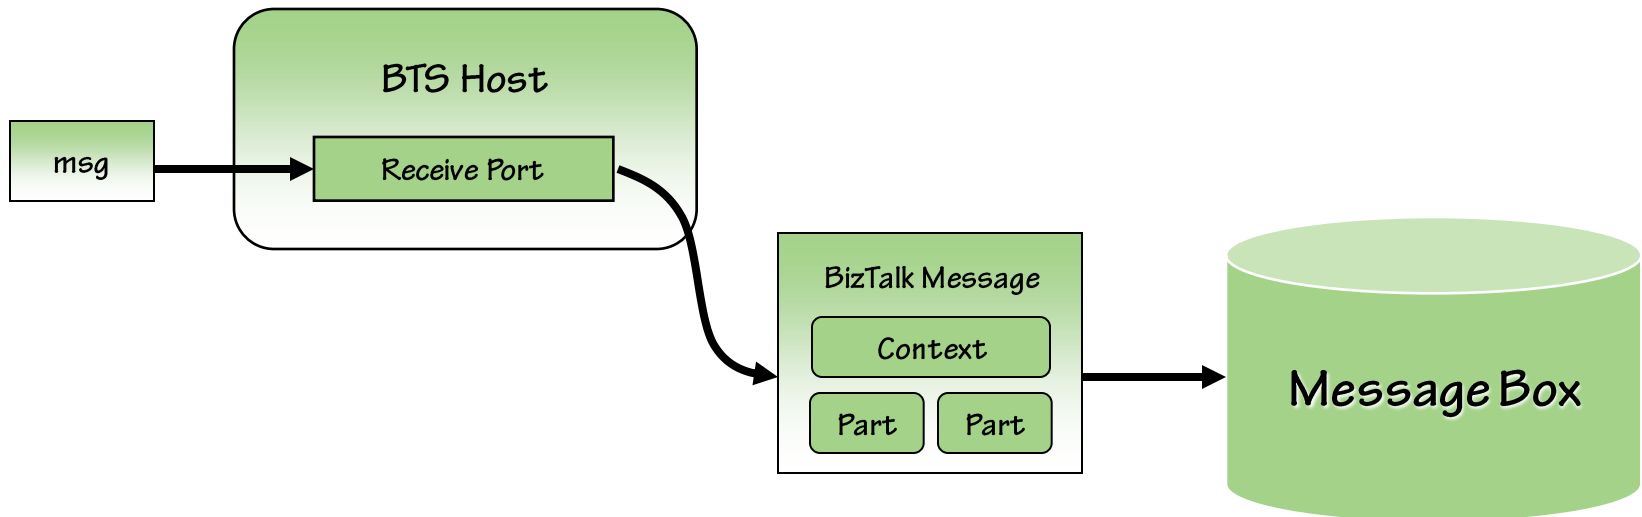 BTS Host
msg
Receive Port
BizTalk Message
Context
Part
Part
Message Box